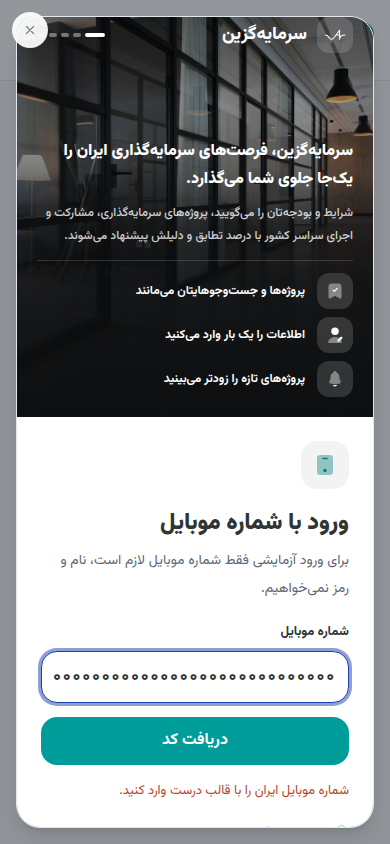 سرمایه‌گزین
سرمایه‌گزین، فرصت‌های سرمایه‌گذاری ایران را
یک‌جا جلوی شما می‌گذارد.
شرایط و بودجه‌تان را می‌گویید، پروژه‌های سرمایه‌گذاری، مشارکت و
اجرای سراسر کشور با درصد تطابق و دلیلش پیشنهاد می‌شوند.
پروژه‌ها و جست‌وجوهایتان می‌مانند
اطلاعات را یک بار وارد می‌کنید
پروژه‌های تازه را زودتر می‌بینید
ورود با شماره موبایل
برای ورود آزمایشی فقط شماره موبایل لازم است، نام و
رمز نمی‌خواهیم.
شماره موبایل
۰۰۰۰۰۰۰۰۰۰۰۰۰۰۰۰۰۰۰۰۰۰۰۰۰۰۰۰
دریافت کد
شماره موبایل ایران را با قالب درست وارد کنید.